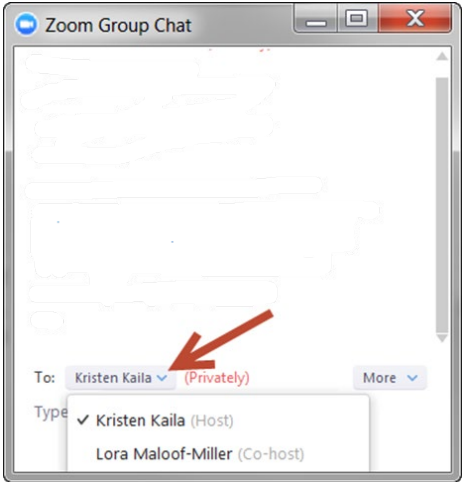 Zoom Group Chat
To: Kristen Kaila (Privately) More
Type
✓ Kristen Kaila (Host)
Lora Maloof-Miller (Co-host)